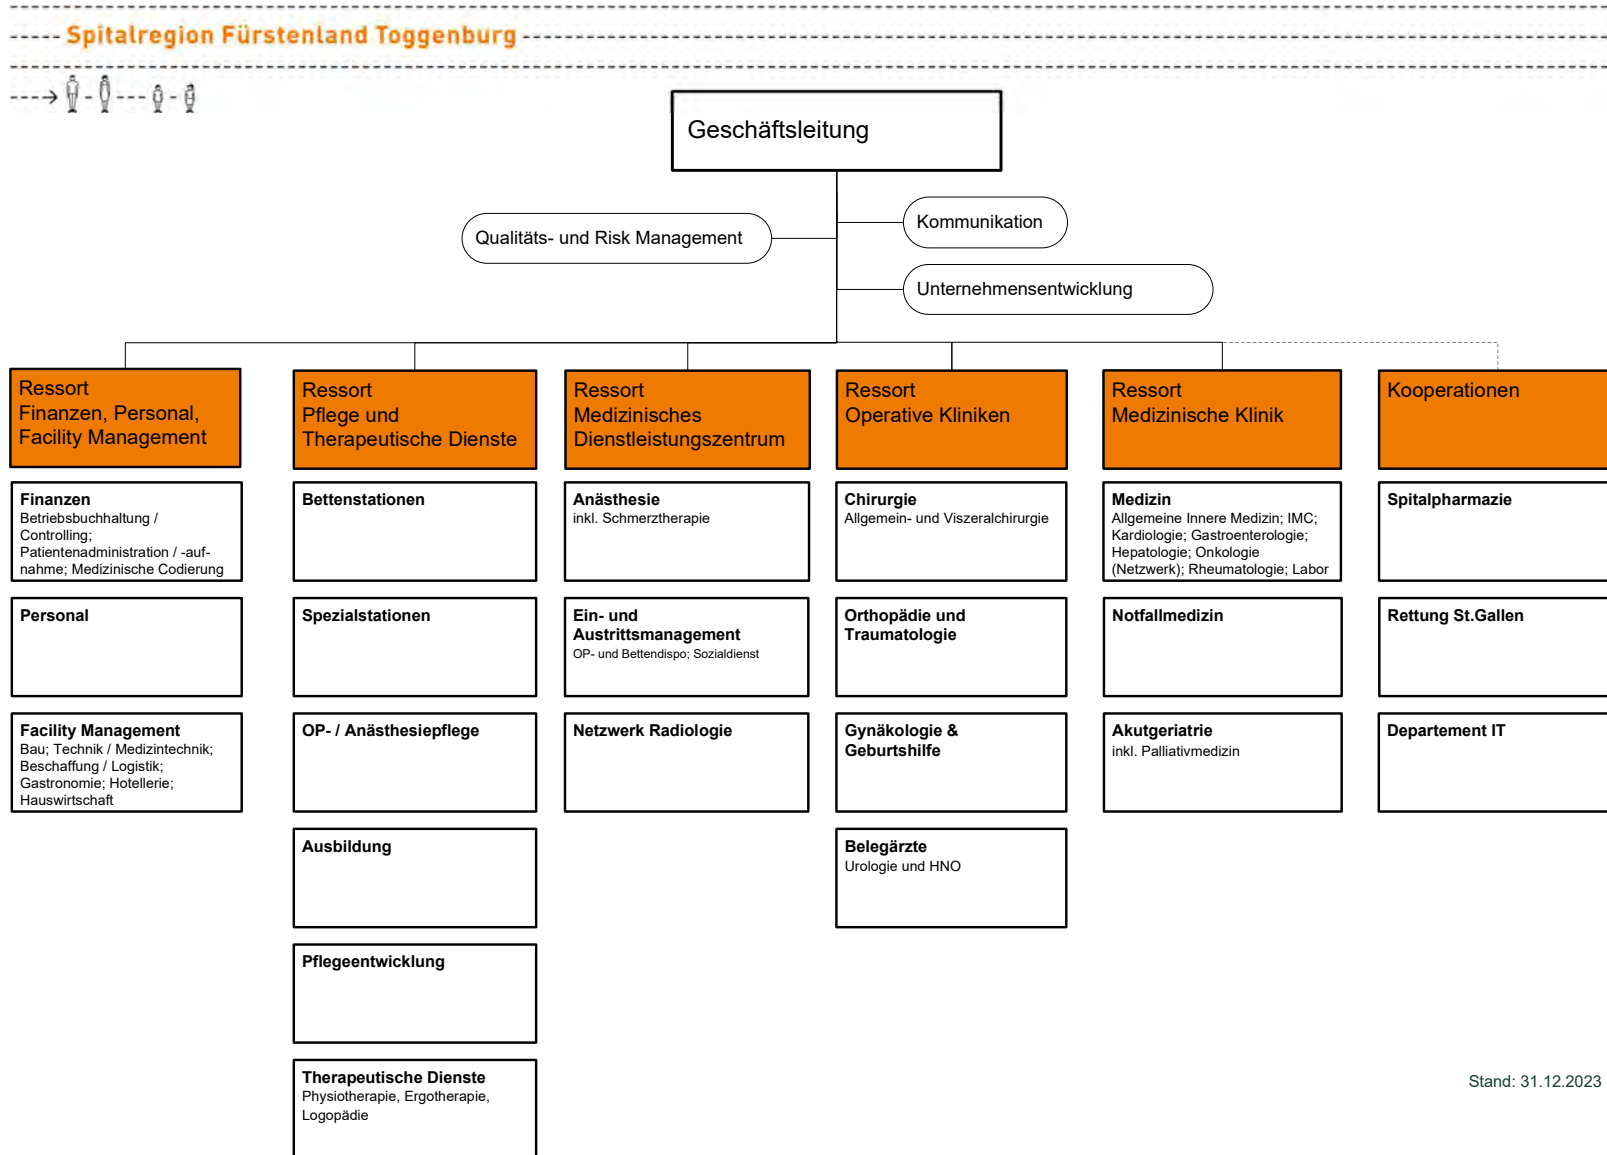 Spitalregion Fürstenland Toggenburg
Geschäftsleitung
Qualitäts- und Risk Management
Kommunikation
Unternehmensentwicklung
Ressort
Finanzen, Personal,
Facility Management
Finanzen
Betriebsbuchhaltung /
Controlling;
Patientenadministration / -auf-
nahme; Medizinische Codierung
Personal
Facility Management
Bau; Technik / Medizintechnik;
Beschaffung / Logistik;
Gastronomie; Hotellerie;
Hauswirtschaft
Ressort
Pflege und
Therapeutische Dienste
Bettenstationen
Spezialstationen
OP- / Anästhesiepflege
Ausbildung
Pflegeentwicklung
Therapeutische Dienste
Physiotherapie, Ergotherapie,
Logopädie
Ressort
Medizinisches
Dienstleistungszentrum
Anästhesie
inkl. Schmerztherapie
Ein- und
Austrittsmanagement
OP- und Bettendispo; Sozialdienst
Netzwerk Radiologie
Ressort
Operative Kliniken
Chirurgie
Allgemein- und Viszeralchirurgie
Orthopädie und
Traumatologie
Gynäkologie &
Geburtshilfe
Belegärzte
Urologie und HNO
Ressort
Medizinische Klinik
Medizin
Allgemeine Innere Medizin; IMC;
Kardiologie; Gastroenterologie;
Hepatologie; Onkologie
(Netzwerk); Rheumatologie; Labor
Notfallmedizin
Akutgeriatrie
inkl. Palliativmedizin
Kooperationen
Spitalpharmazie
Rettung St.Gallen
Departement IT
Stand: 31.12.2023